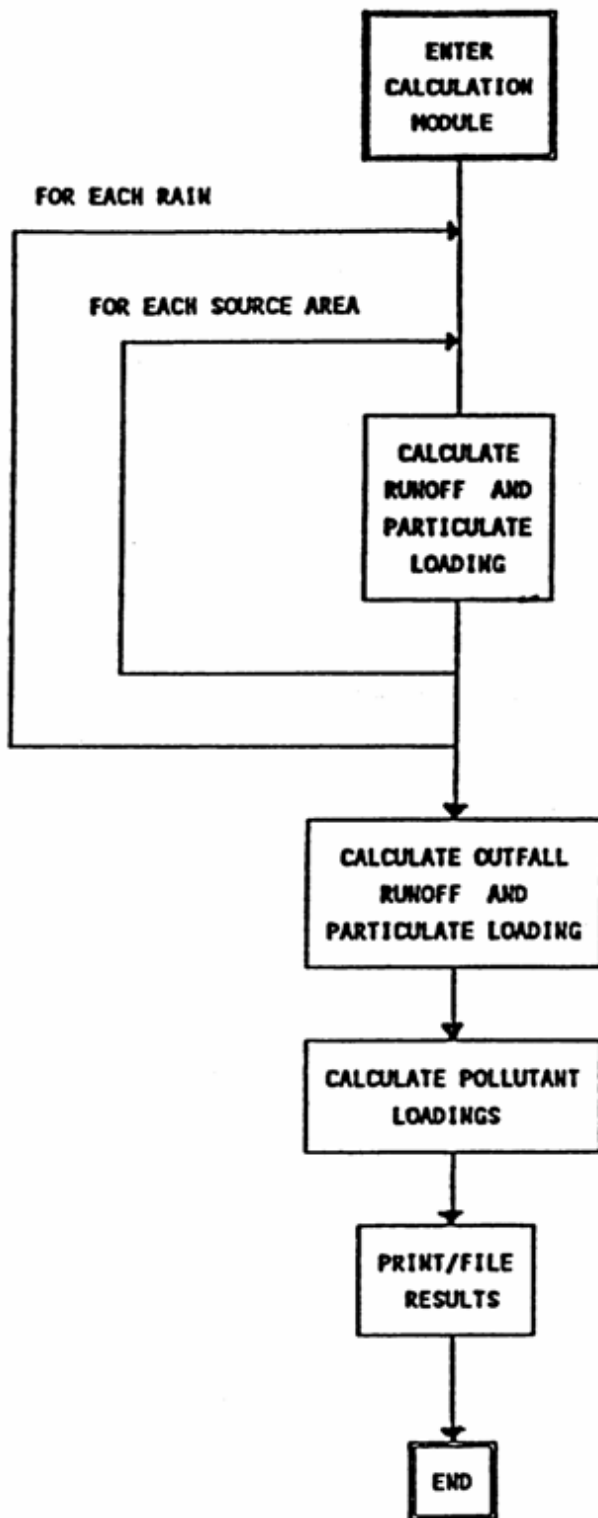 ENTER
CALCULATION
MODULE
FOR EACH RAIN
FOR EACH SOURCE AREA
CALCULATE
RUNOFF AND
PARTICULATE
LOADING
CALCULATE OUTFALL
RUNOFF AND
PARTICULATE LOADING
CALCULATE POLLUTANT
LOADINGS
PRINT/FILE
RESULTS
END